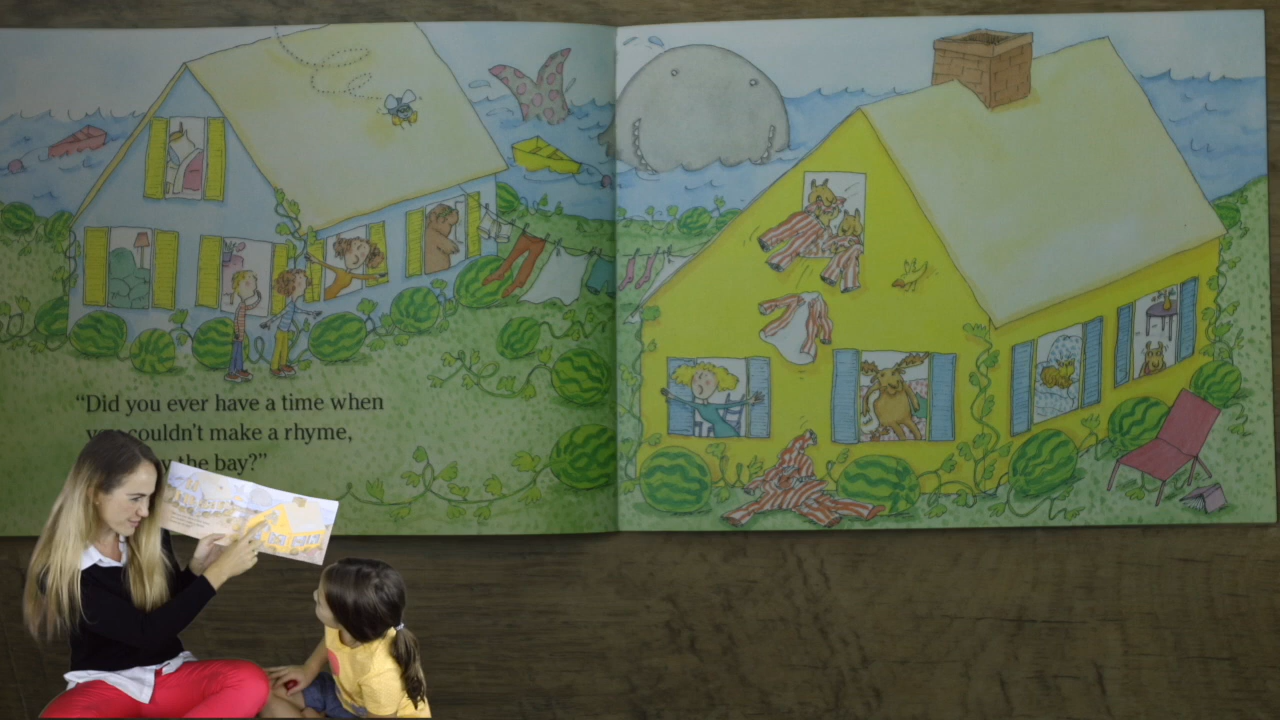 “Did you ever have a time when
couldn’t make a rhyme,
the bay?”